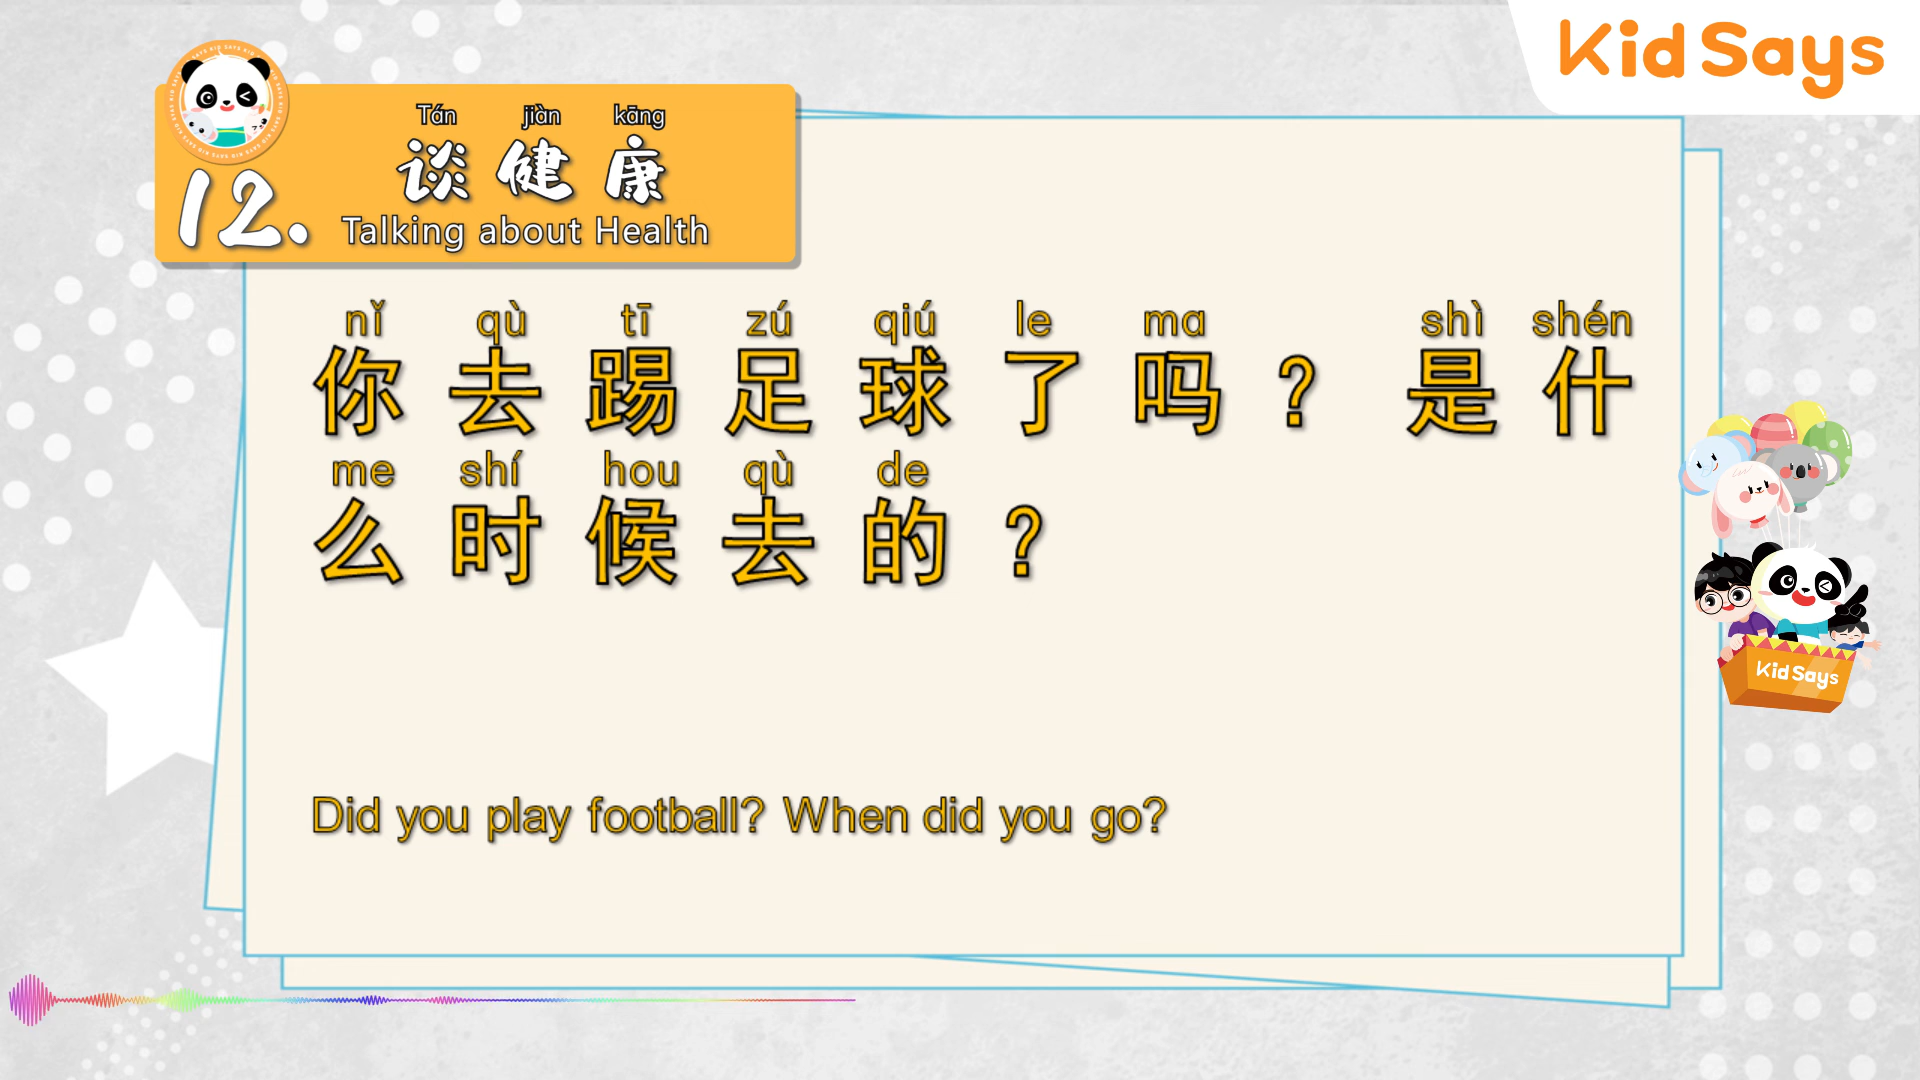 Kid Says
Tán jiàn kāng
谈健康
12.
Talking about Health
nǐ qù tī zú qiú le ma shì shén
你去踢足球了吗？是什
me shí hou qù de
么时候去的？
Did you play football? When did you go?
Kid Says